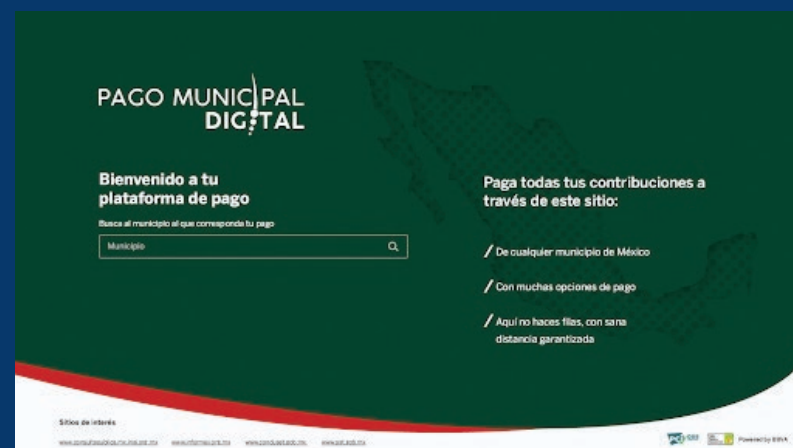 PAGO MUNICIPAL
DIGITAL
Bienvenido a tu
plataforma de pago
Busca al municipio al que corresponda tu pago
Municipio
Paga todas tus contribuciones a
través de este sitio:
De cualquier municipio de México
Con muchas opciones de pago
Aquí no haces filas, con sana
distancia garantizada
Sitios de interés
Powered by BBVA